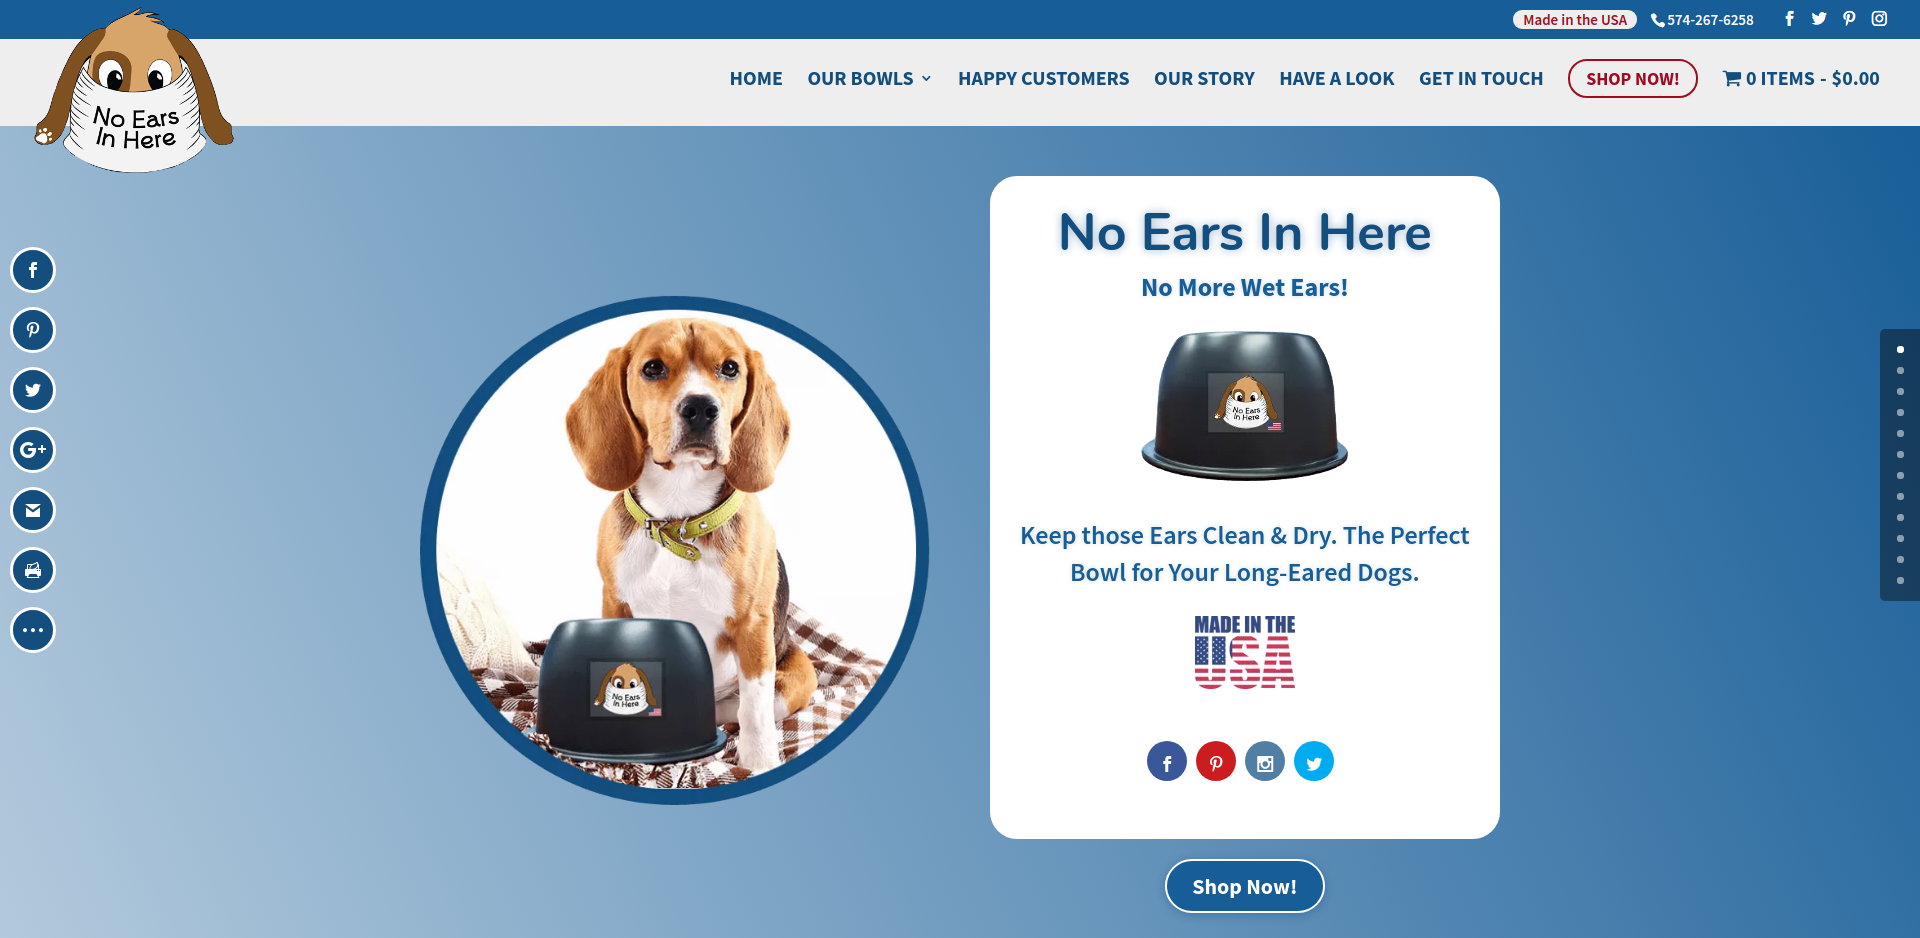 Made in the USA
574-267-6258
No Ears
In Here
HOME
OUR BOWLS
HAPPY CUSTOMERS
OUR STORY
HAVE A LOOK
GET IN TOUCH
SHOP NOW!
0 ITEMS - $0.00
No Ears In Here
No More Wet Ears!
No Ears
In Here
Keep those Ears Clean & Dry. The Perfect
Bowl for Your Long-Eared Dogs.
MADE IN THE
USA
No Ears
In Here
Shop Now!